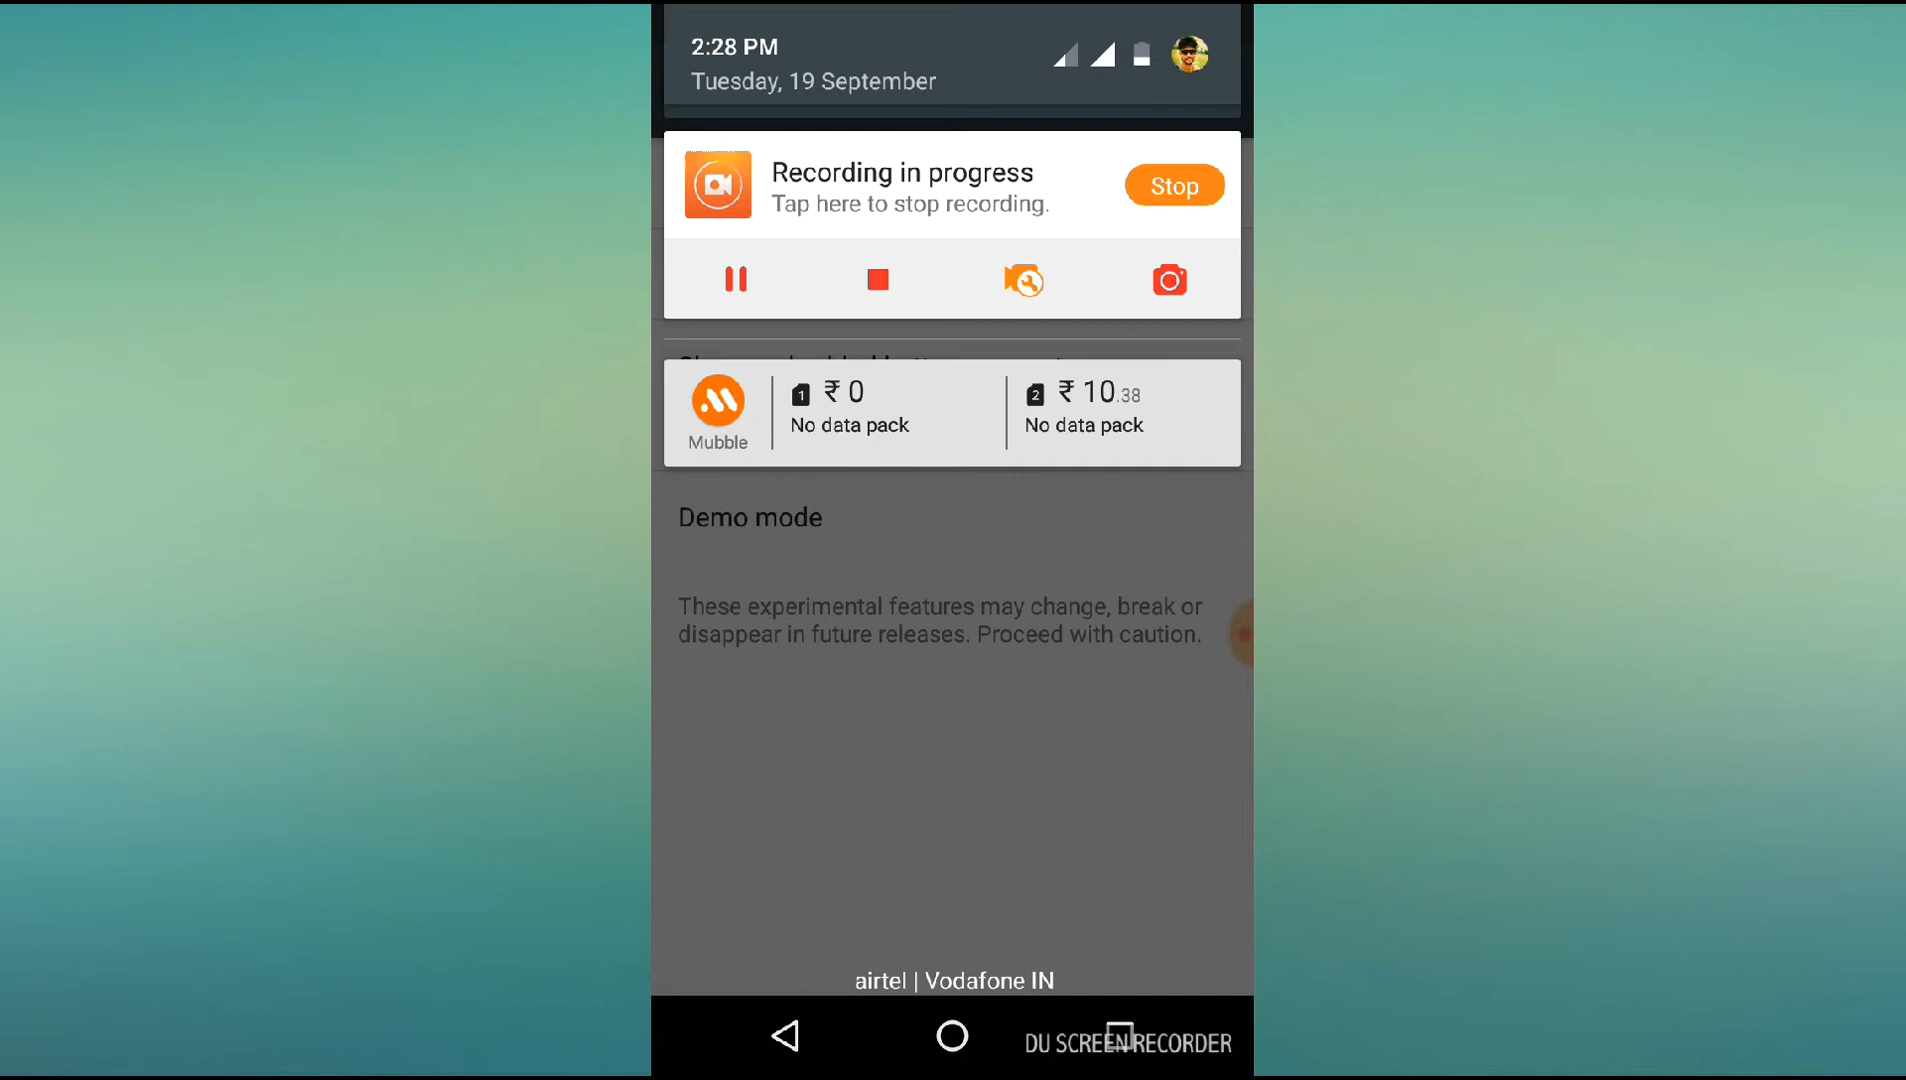 2:28 PM
Tuesday, 19 September
Recording in progress
Tap here to stop recording.
Stop
Mubble
1 ₹ 0
No data pack
2 ₹ 10.38
No data pack
Demo mode
These experimental features may change, break or
disappear in future releases. Proceed with caution.
airtel | Vodafone IN
DU SCREEN RECORDER